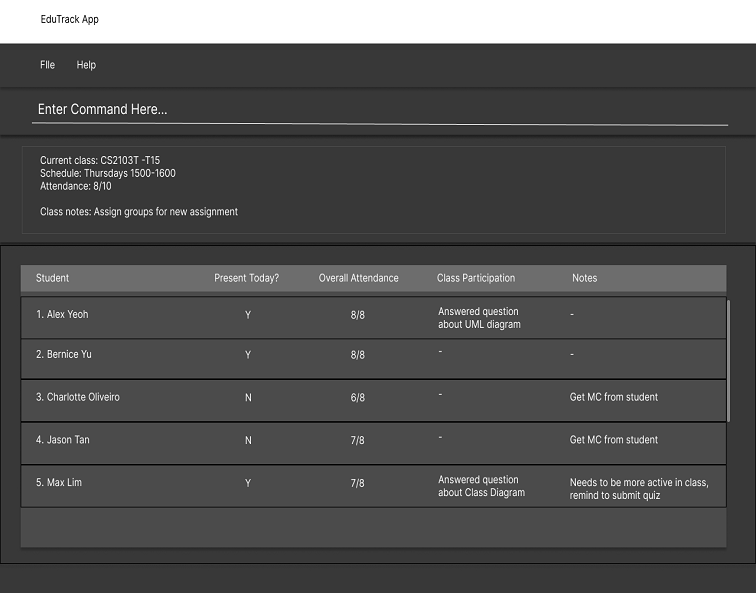 EduTrack App
FIle Help
Enter Command Here...
Current class: CS2103T -T15
Schedule: Thursdays 1500-1600
Attendance: 8/10
Class notes: Assign groups for new assignment
Student Present Today? Overall Attendance Class Participation Notes
1. Alex Yeoh Y 8/8 Answered question
about UML diagram -
2. Bernice Yu Y 8/8 - -
3. Charlotte Oliveiro N 6/8 - Get MC from student
4. Jason Tan N 7/8 - Get MC from student
5. Max Lim Y 7/8 Answered question
about Class Diagram Needs to be more active in class,
remind to submit quiz